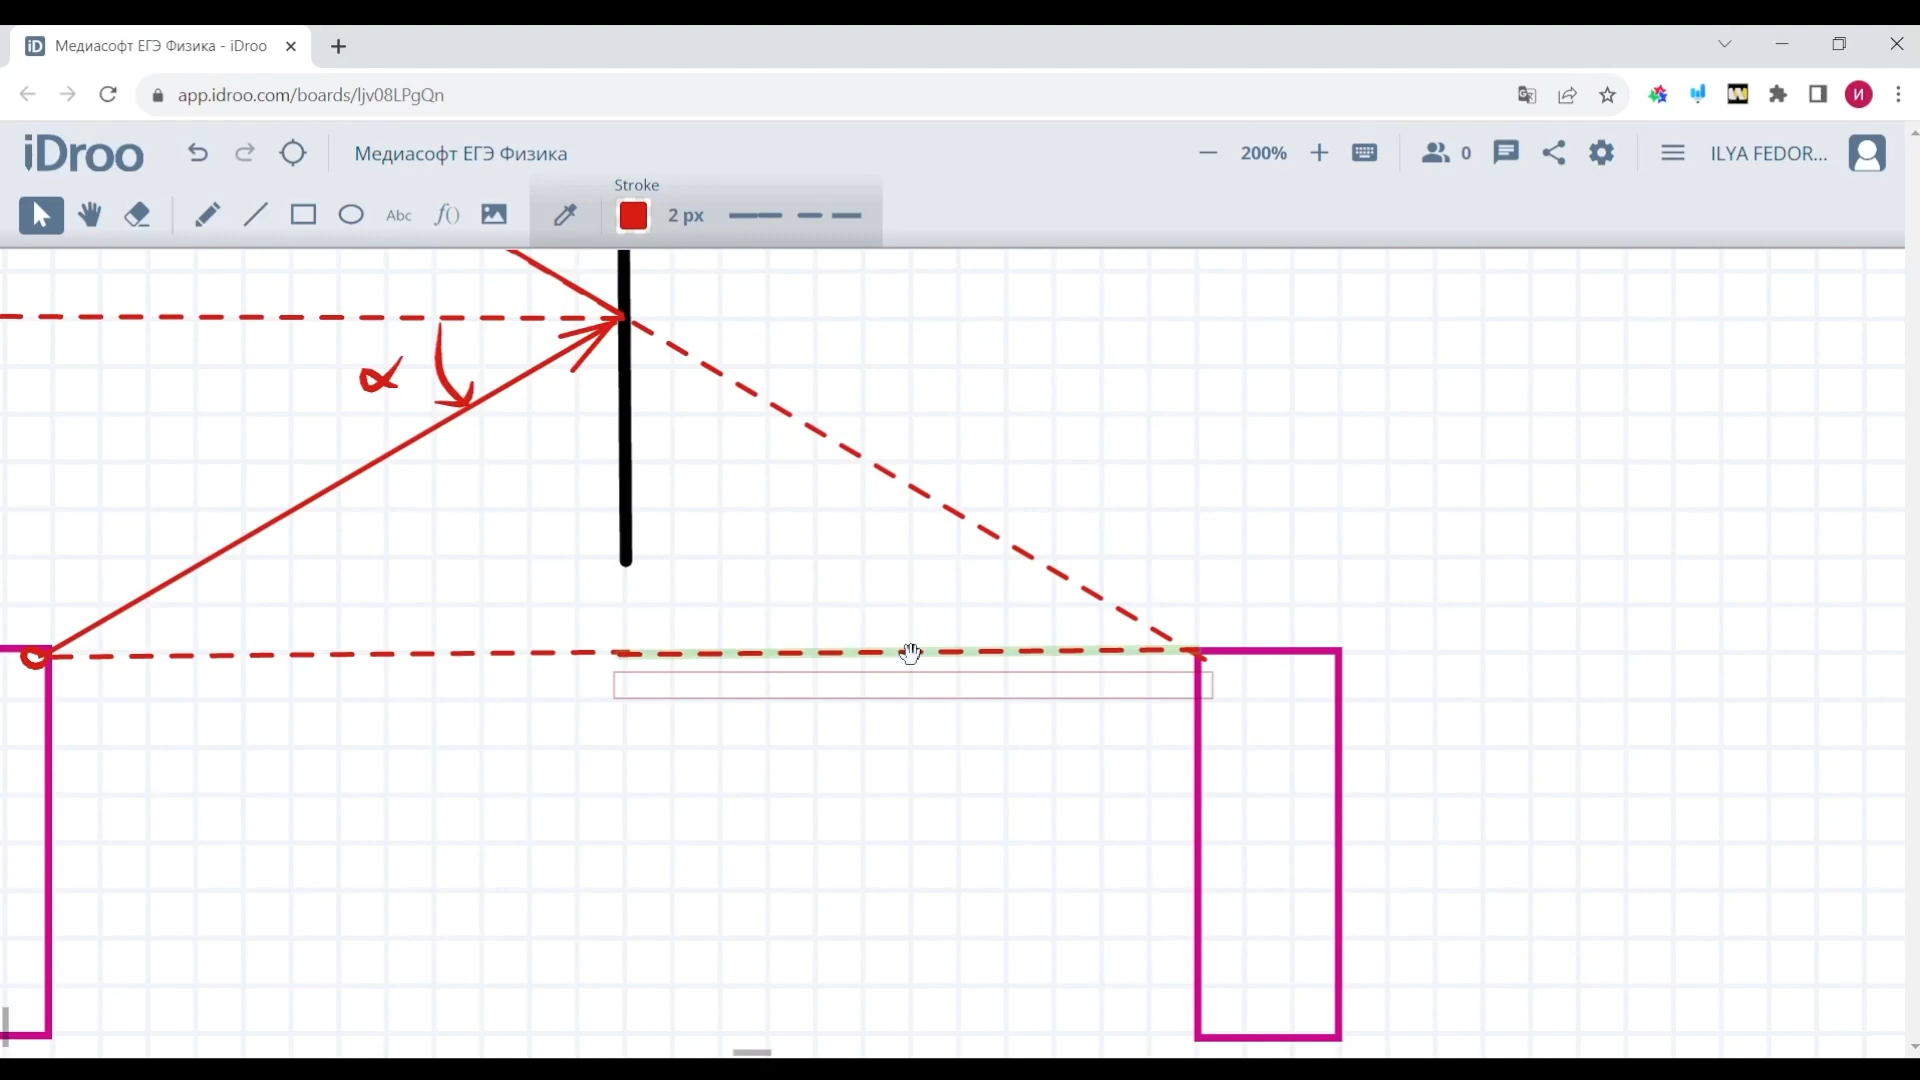 Медиасофт ЕГЭ Физика - iDroo
app.idroo.com/boards/ljv08LPgQn
И
iDroo
Медиасофт ЕГЭ Физика
200%
0
ILYA FEDOR...
Abc
f()
Stroke
2 px
α